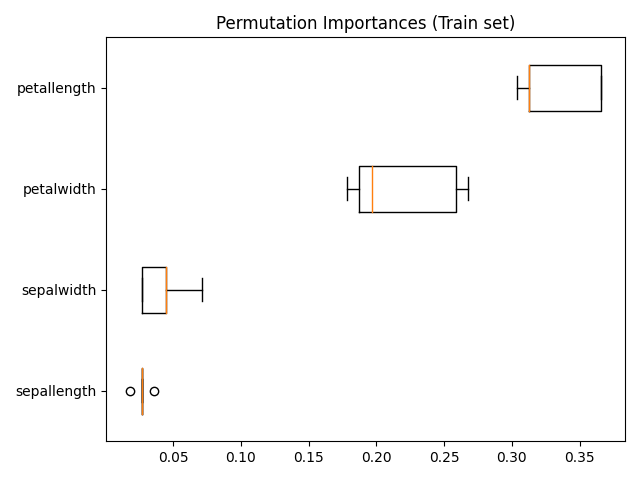 Permutation Importances (Train set)
petallength
petalwidth
sepalwidth
sepallength
0.05 0.10 0.15 0.20 0.25 0.30 0.35